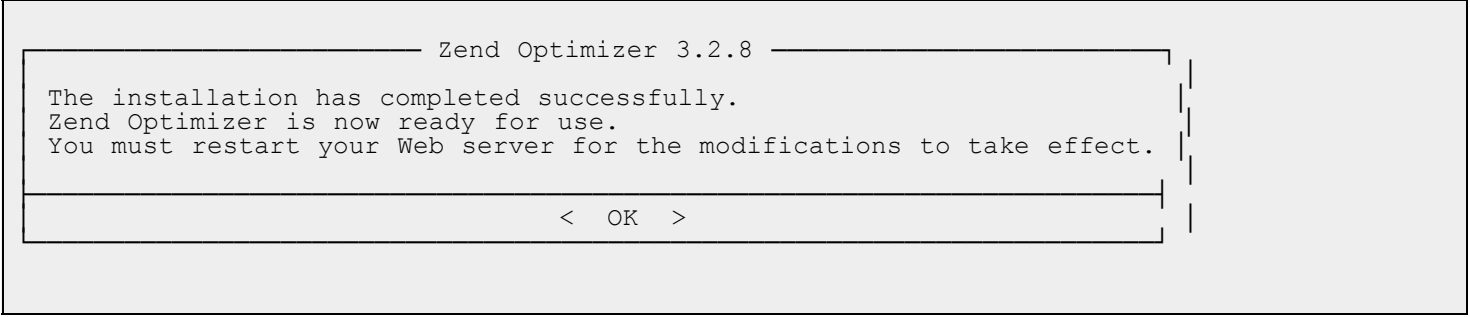 Zend Optimizer 3.2.8
The installation has completed successfully.
Zend Optimizer is now ready for use.
You must restart your Web server for the modifications to take effect.
< OK >